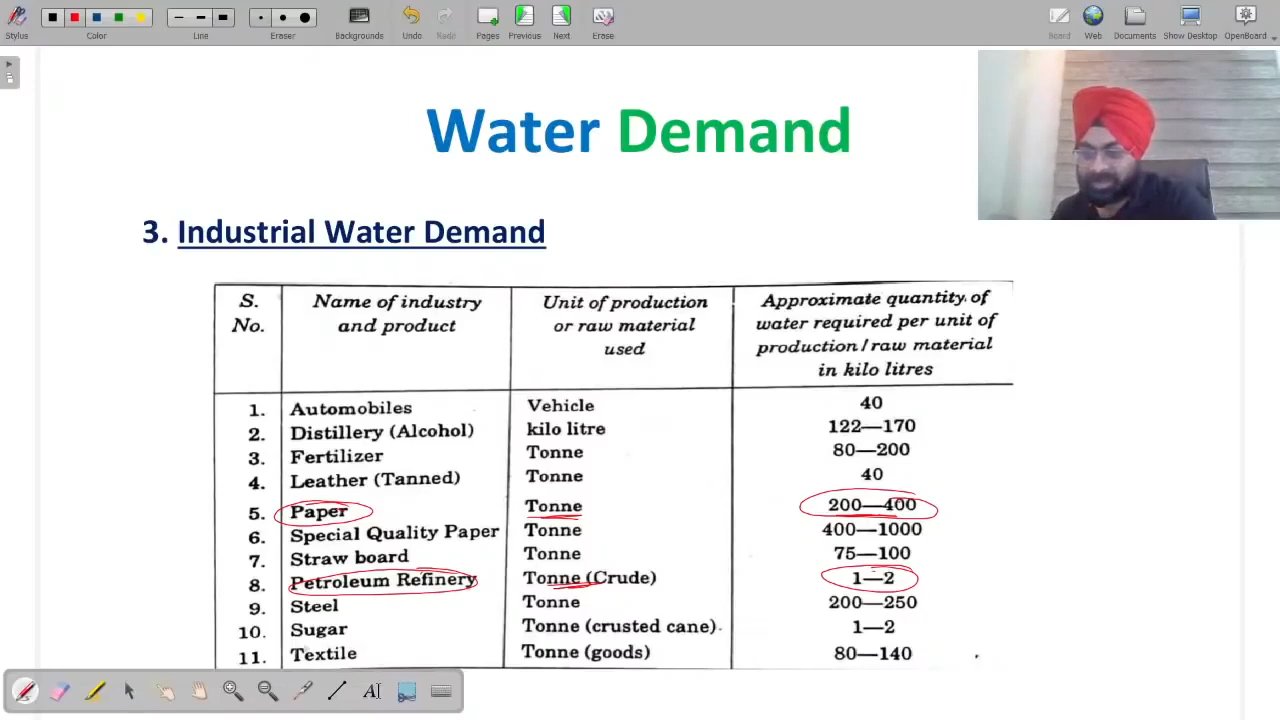 Stylus
Color
Line
Eraser
Backgrounds
Undo
Redo
Pages
Previous
Next
Erase
Board
Web
Documents
Show Desktop
OpenBoard
Water Demand
3. Industrial Water Demand
S. No. Name of industry and product Unit of production or raw material used Approximate quantity of water required per unit of production/raw material in kilo litres
1. Automobiles Vehicle 40
2. Distillery (Alcohol) kilo litre 122—170
3. Fertilizer Tonne 80—200
4. Leather (Tanned) Tonne 40
5. Paper Tonne 200—400
6. Special Quality Paper Tonne 400—1000
7. Straw board Tonne 75—100
8. Petroleum Refinery Tonne (Crude) 1—2
9. Steel Tonne 200—250
10. Sugar Tonne (crusted cane) 1—2
11. Textile Tonne (goods) 80—140